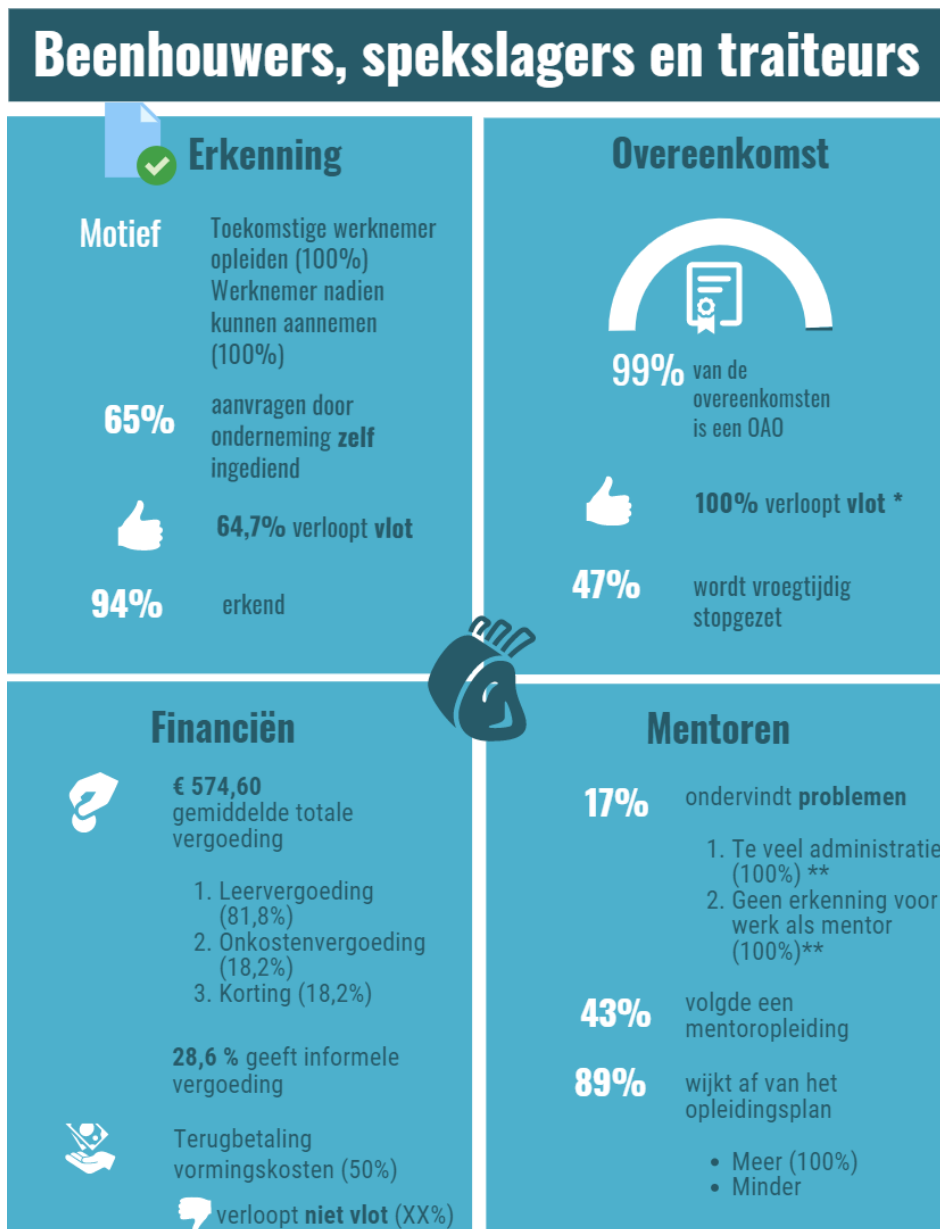 Beenhouwers, spekslagers en traiteurs
Erkenning
Motief
Toekomstige werknemer
opleiden (100%)
Werknemer nadien
kunnen aannemen
(100%)
65%
aanvragen door
onderneming zelf
ingediend
64,7% verloopt vlot
94%
erkend
Overeenkomst
99%
van de
overeenkomsten
is een OAO
100% verloopt vlot *
47%
wordt vroegtijdig
stopgezet
Financiën
€ 574,60
gemiddelde totale
vergoeding
1. Leervergoeding
(81,8%)
2. Onkostenvergoeding
(18,2%)
3. Korting (18,2%)
28,6 % geeft informele
vergoeding
Terugbetaling
vormingskosten (50%)
verloopt niet vlot (XX%)
Mentoren
17%
ondervindt problemen
1. Te veel administratie
(100%) **
2. Geen erkenning voor
werk als mentor
(100%)**
43%
volgde een
mentoropleiding
89%
wijkt af van het
opleidingsplan
• Meer (100%)
• Minder